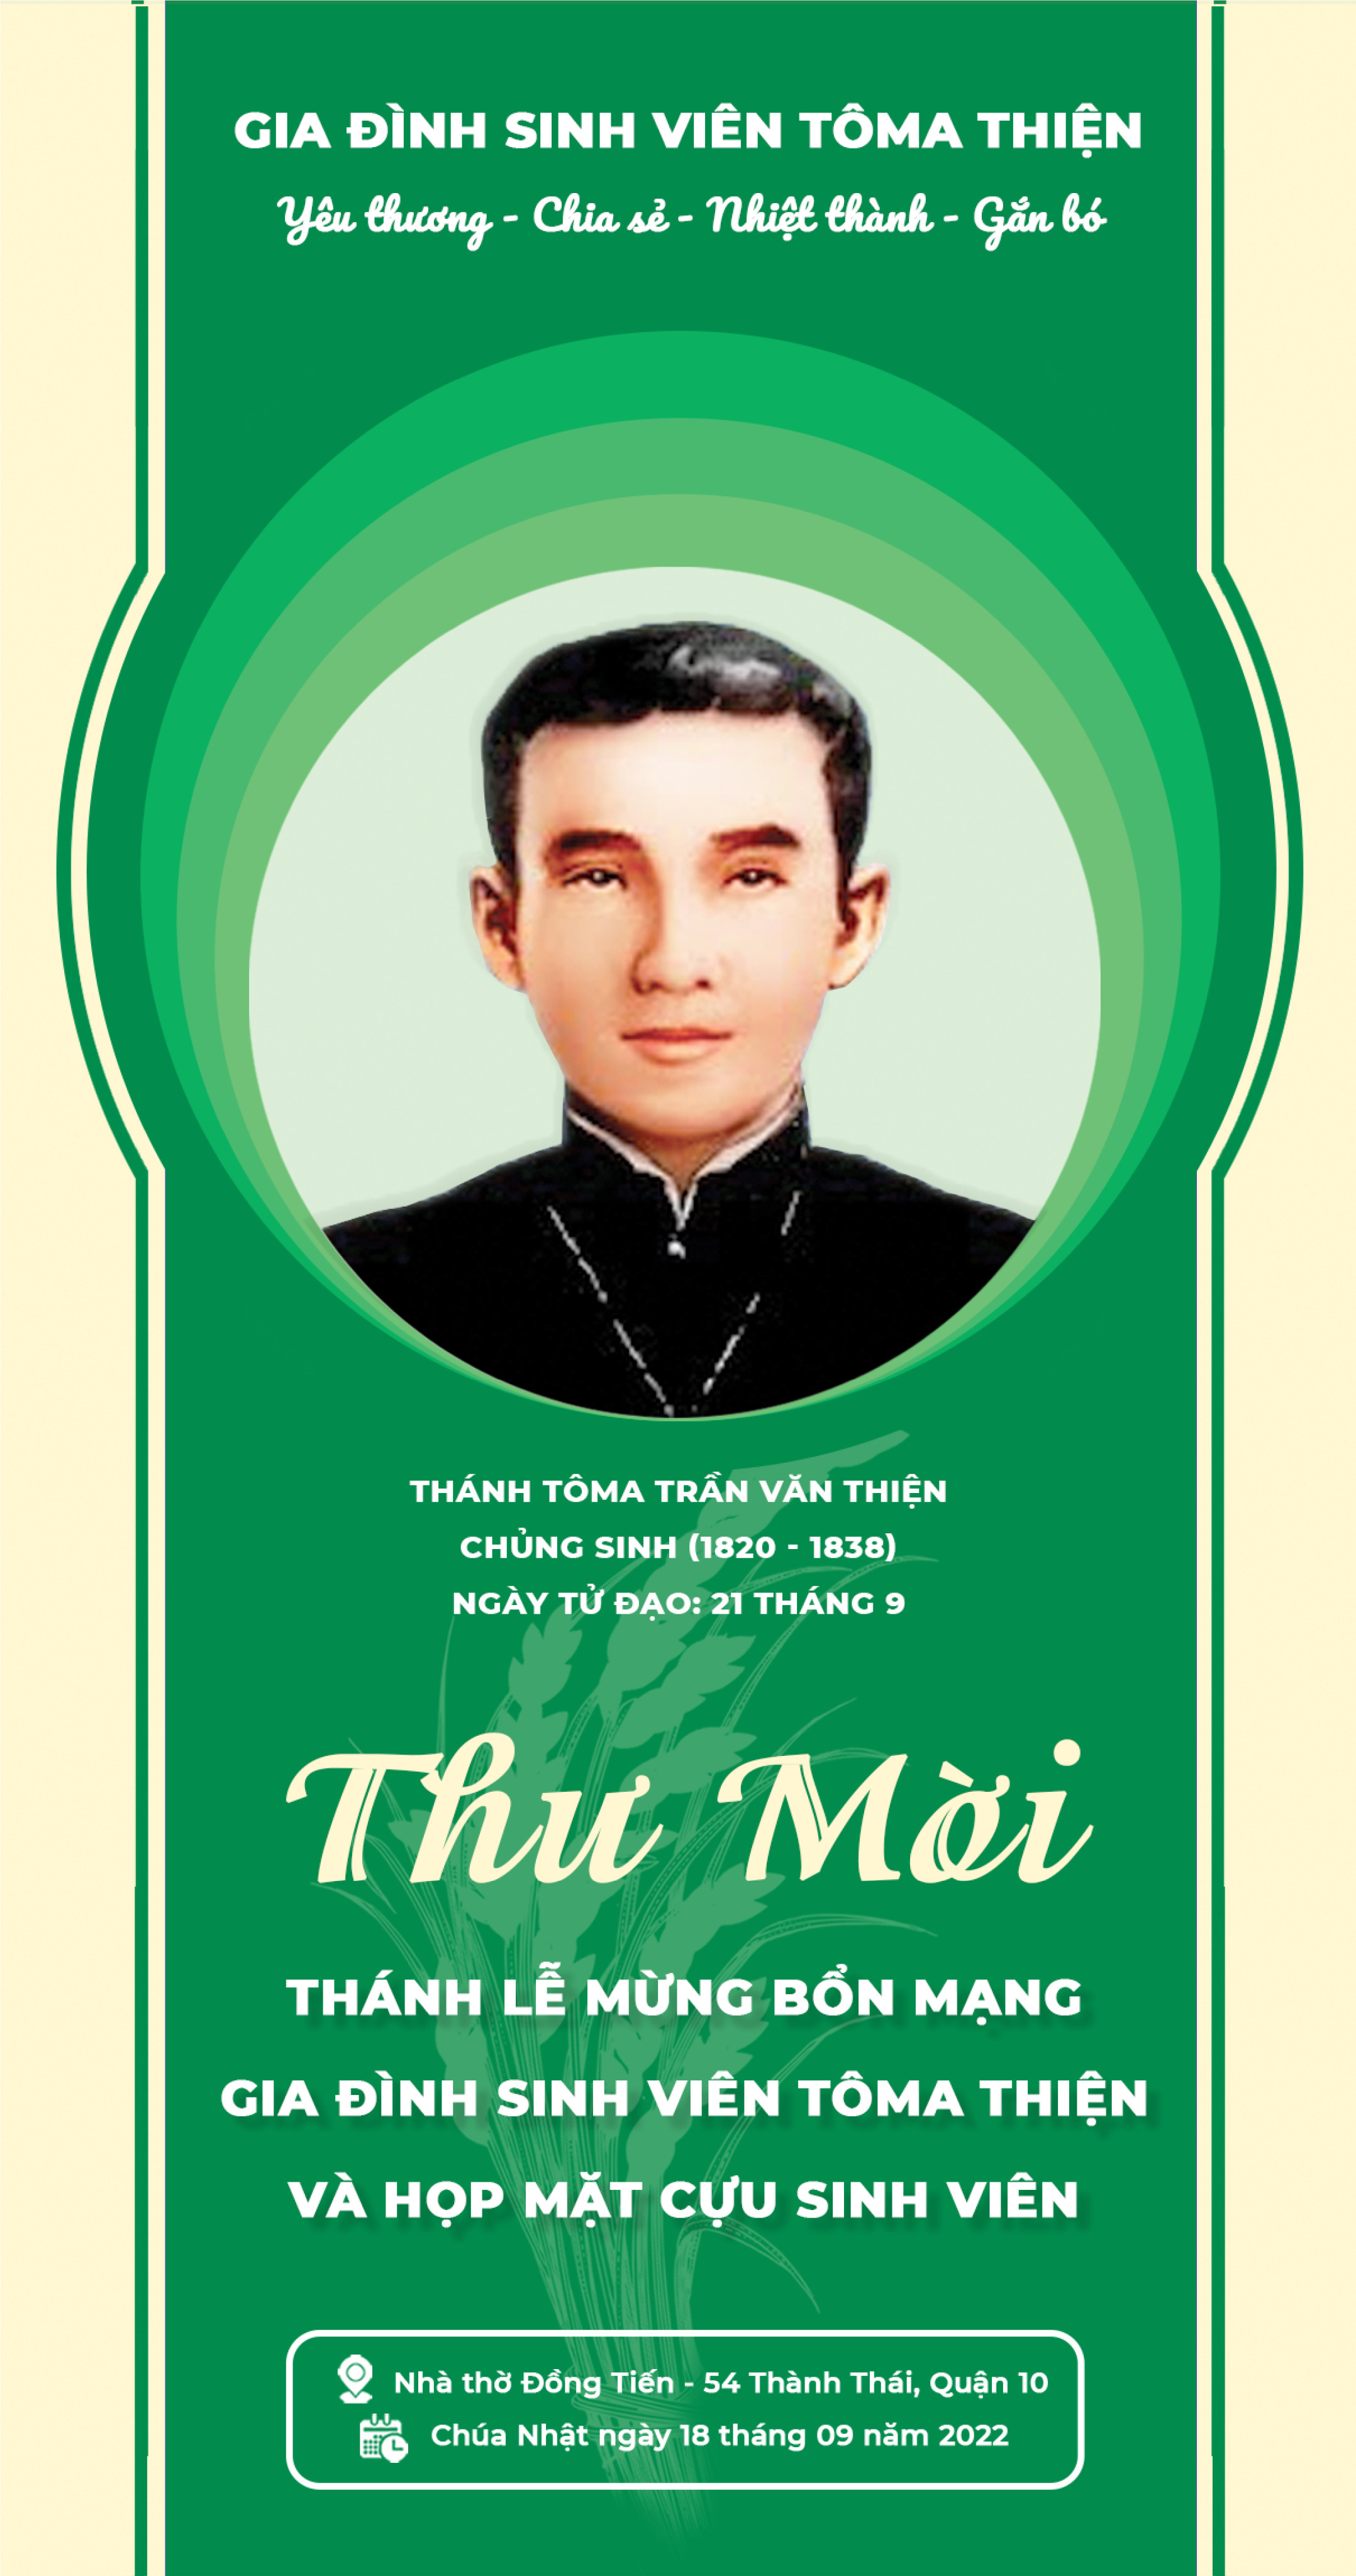 GIA ĐÌNH SINH VIÊN TÔMA THIỆN
Yêu thương - Chia sẻ - Nhiệt thành - Gắn bó
THÁNH TÔMA TRẦN VĂN THIỆN
CHỦNG SINH (1820 - 1838)
NGÀY TỬ ĐẠO: 21 THÁNG 9
Thư Mời
THÁNH LỄ MỪNG BỔN MẠNG
GIA ĐÌNH SINH VIÊN TÔMA THIỆN
VÀ HỌP MẶT CỰU SINH VIÊN
Nhà thờ Đồng Tiến - 54 Thành Thái, Quận 10
Chúa Nhật ngày 18 tháng 09 năm 2022